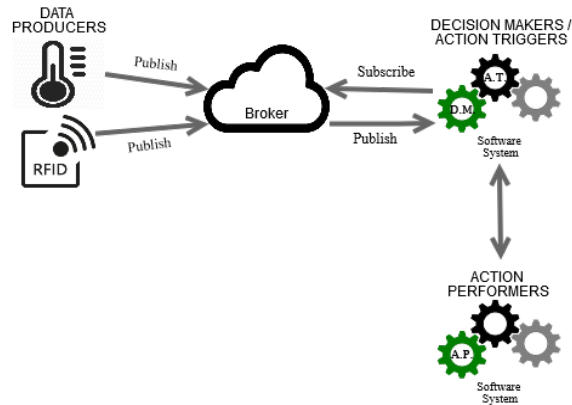 DATA
PRODUCERS
Publish
Publish
RFID
Broker
Subscribe
Publish
DECISION MAKERS /
ACTION TRIGGERS
A.T.
D.M.
Software
System
ACTION
PERFORMERS
A.P.
Software
System